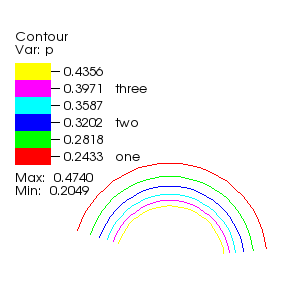 Contour
Var: p
0.4356
0.3971 three
0.3587
0.3202 two
0.2818
0.2433 one
Max: 0.4740
Min: 0.2049